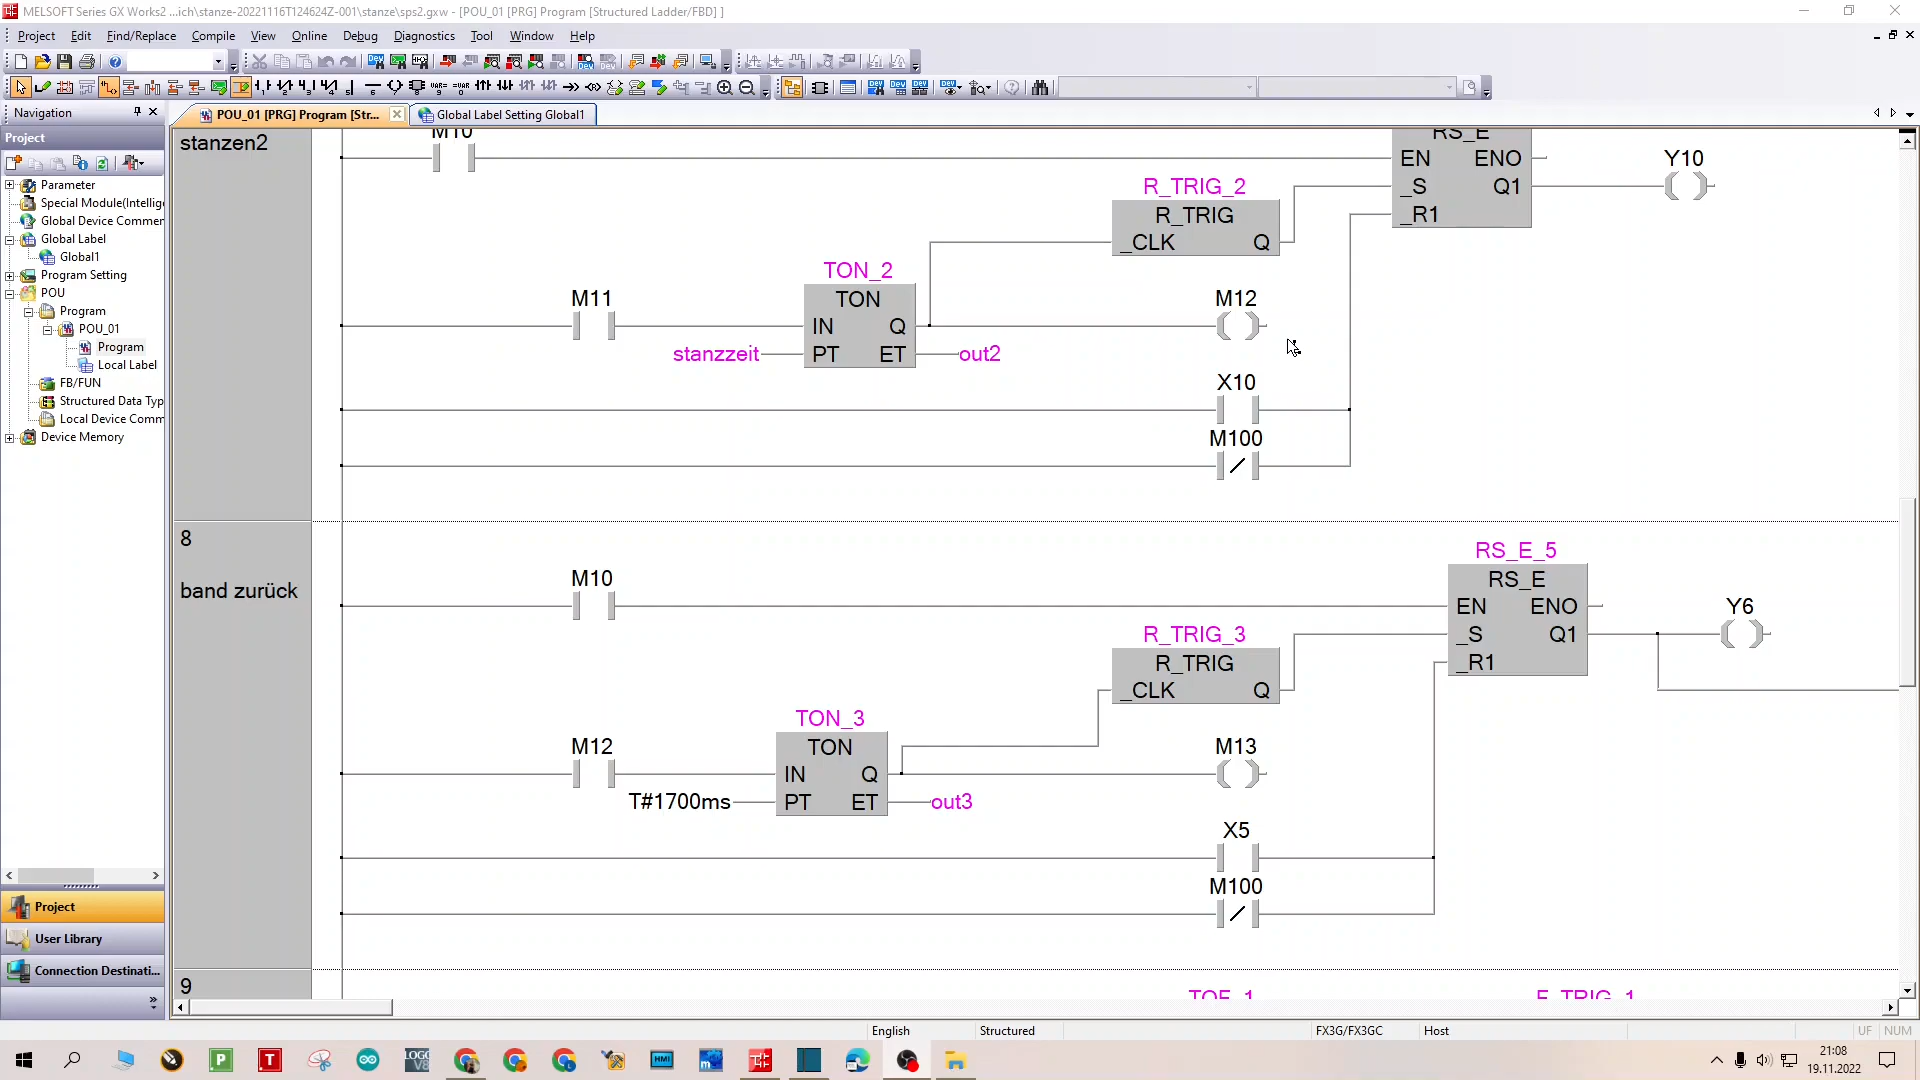 MELSOFT Series GX Works2 ...ich\stanze-20221116T124624Z-001\stanze\sps2.gxw - [POU_01 [PRG] Program [Structured Ladder/FBD] ]
Project Edit Find/Replace Compile View Online Debug Diagnostics Tool Window Help
Navigation
POU_01 [PRG] Program [Str...
Global Label Setting Global1
Project
Parameter
Special Module(Intellig
Global Device Commen
Global Label
Global1
Program Setting
POU
Program
POU_01
Program
Local Label
FB/FUN
Structured Data Typ
Local Device Comm
Device Memory
Project
User Library
Connection Destinati...
stanzen2
M10
RS_E
EN ENO
_S Q1
_R1
Y10
R_TRIG_2
R_TRIG
_CLK Q
TON_2
TON
IN Q
PT ET
M11
stanzzeit
out2
M12
X10
M100
8
band zurück
M10
RS_E_5
RS_E
EN ENO
_S Q1
_R1
Y6
R_TRIG_3
R_TRIG
_CLK Q
TON_3
TON
IN Q
PT ET
M12
T#1700ms
out3
M13
X5
M100
9
TOF_1
F_TRIG_1
English Structured FX3G/FX3GC Host UF NUM
LOGO V8
HMI
21:08
19.11.2022